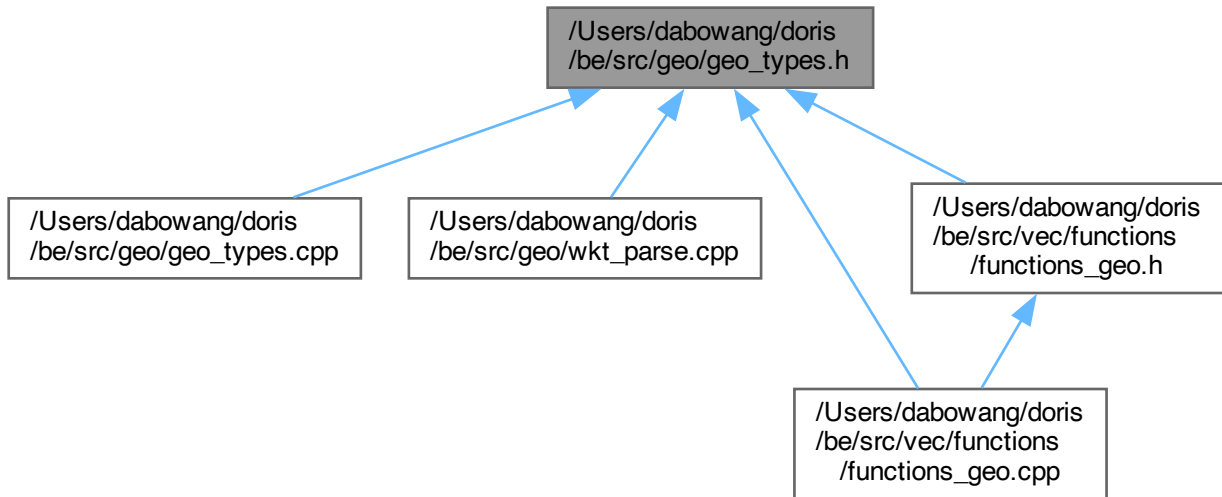 /Users/dabowang/doris
/be/src/geo/geo_types.h
/Users/dabowang/doris
/be/src/geo/geo_types.cpp
/Users/dabowang/doris
/be/src/geo/wkt_parse.cpp
/Users/dabowang/doris
/be/src/vec/functions
/functions_geo.h
/Users/dabowang/doris
/be/src/vec/functions
/functions_geo.cpp